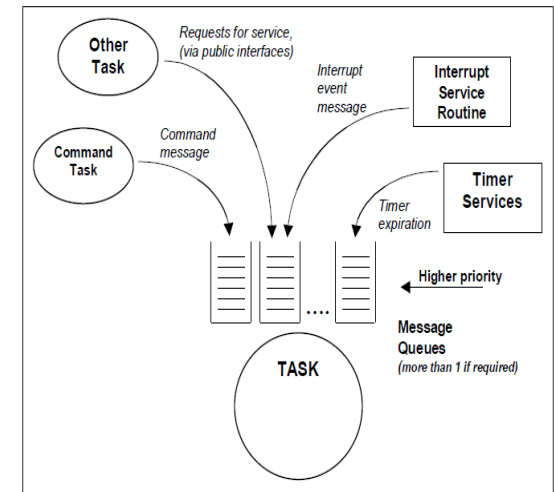 Other
Task
Requests for service,
(via public interfaces)
Interrupt
event
message
Interrupt
Service
Routine
Command
Task
Command
message
Timer
Services
Timer
expiration
....
Higher priority
Message
Queues
(more than 1 if required)
TASK